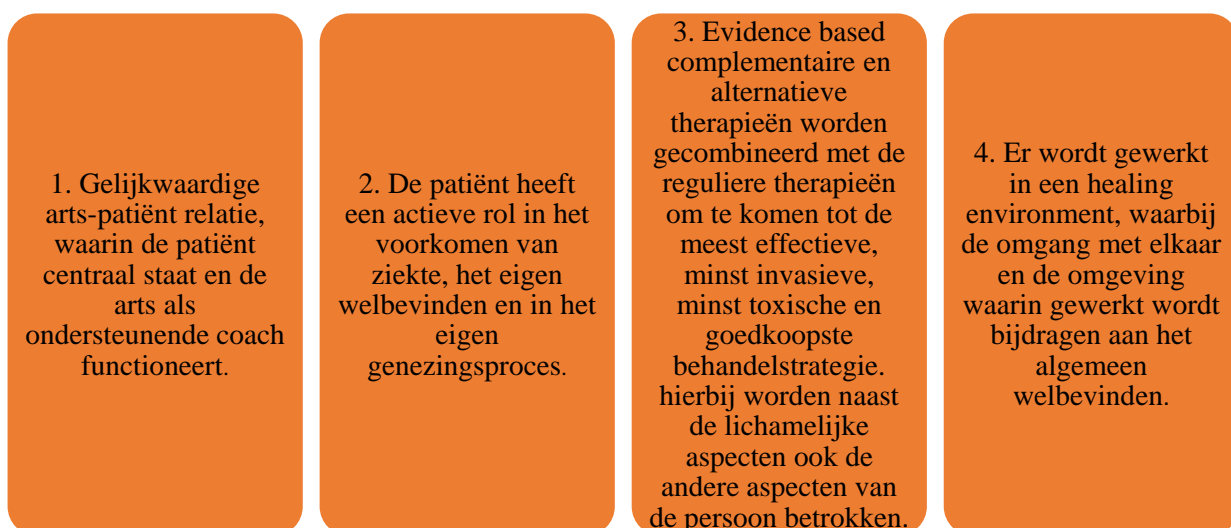 1. Gelijkwaardige
arts-patiënt relatie,
waarin de patiënt
centraal staat en de
arts als
ondersteunende coach
functioneert.
2. De patiënt heeft
een actieve rol in het
voorkomen van
ziekte, het eigen
welbevinden en in het
eigen
genezingsproces.
3. Evidence based
complementaire en
alternatieve
therapieën worden
gecombineerd met de
reguliere therapieën
om te komen tot de
meest effectieve,
minst invasieve,
minst toxische en
goedkoopste
behandelstrategie.
hierbij worden naast
de lichamelijke
aspecten ook de
andere aspecten van
de persoon betrokken.
4. Er wordt gewerkt
in een healing
environment, waarbij
de omgang met elkaar
en de omgeving
waarin gewerkt wordt
bijdragen aan het
algemeen
welbevinden.